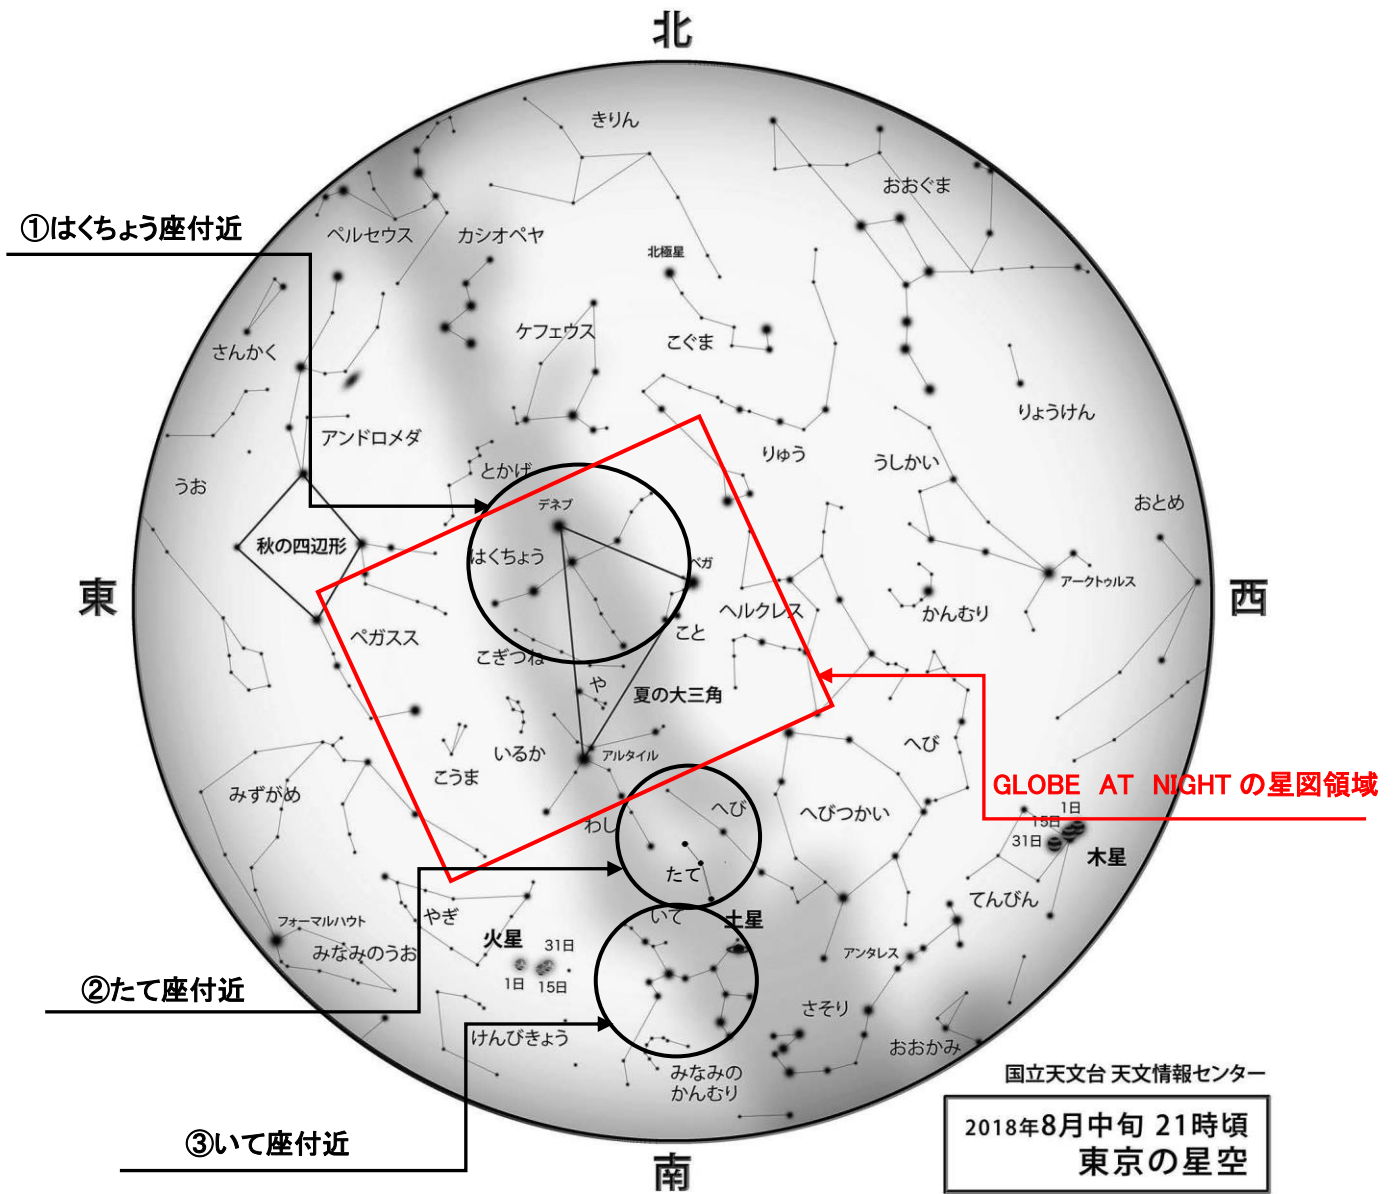 北
きりん
おおぐま
①はくちょう座付近
ペルセウス
カシオペヤ
北極星
ケフェウス
こぐま
さんかく
りょうけん
アンドロメダ
りゅう
うしかい
とかげ
うお
デネブ
おとめ
秋の四辺形
はくちょう
ベガ
アークトゥルス
東
西
ヘルクレス
かんむり
ペガスス
こと
こぎつね
や
夏の大三角
いるか
アルタイル
へび
こうま
GLOBE AT NIGHT の星図領域
みずがめ
へび
へびつかい
1日
15日
31日
わし
木星
たて
てんびん
フォーマルハウト
やぎ
いて
土星
みなみのうお
火星
31日
アンタレス
1日
15日
②たて座付近
さそり
けんびきょう
おおかみ
みなみの
かんむり
国立天文台 天文情報センター
③いて座付近
2018年8月中旬 21時頃
東京の星空
南